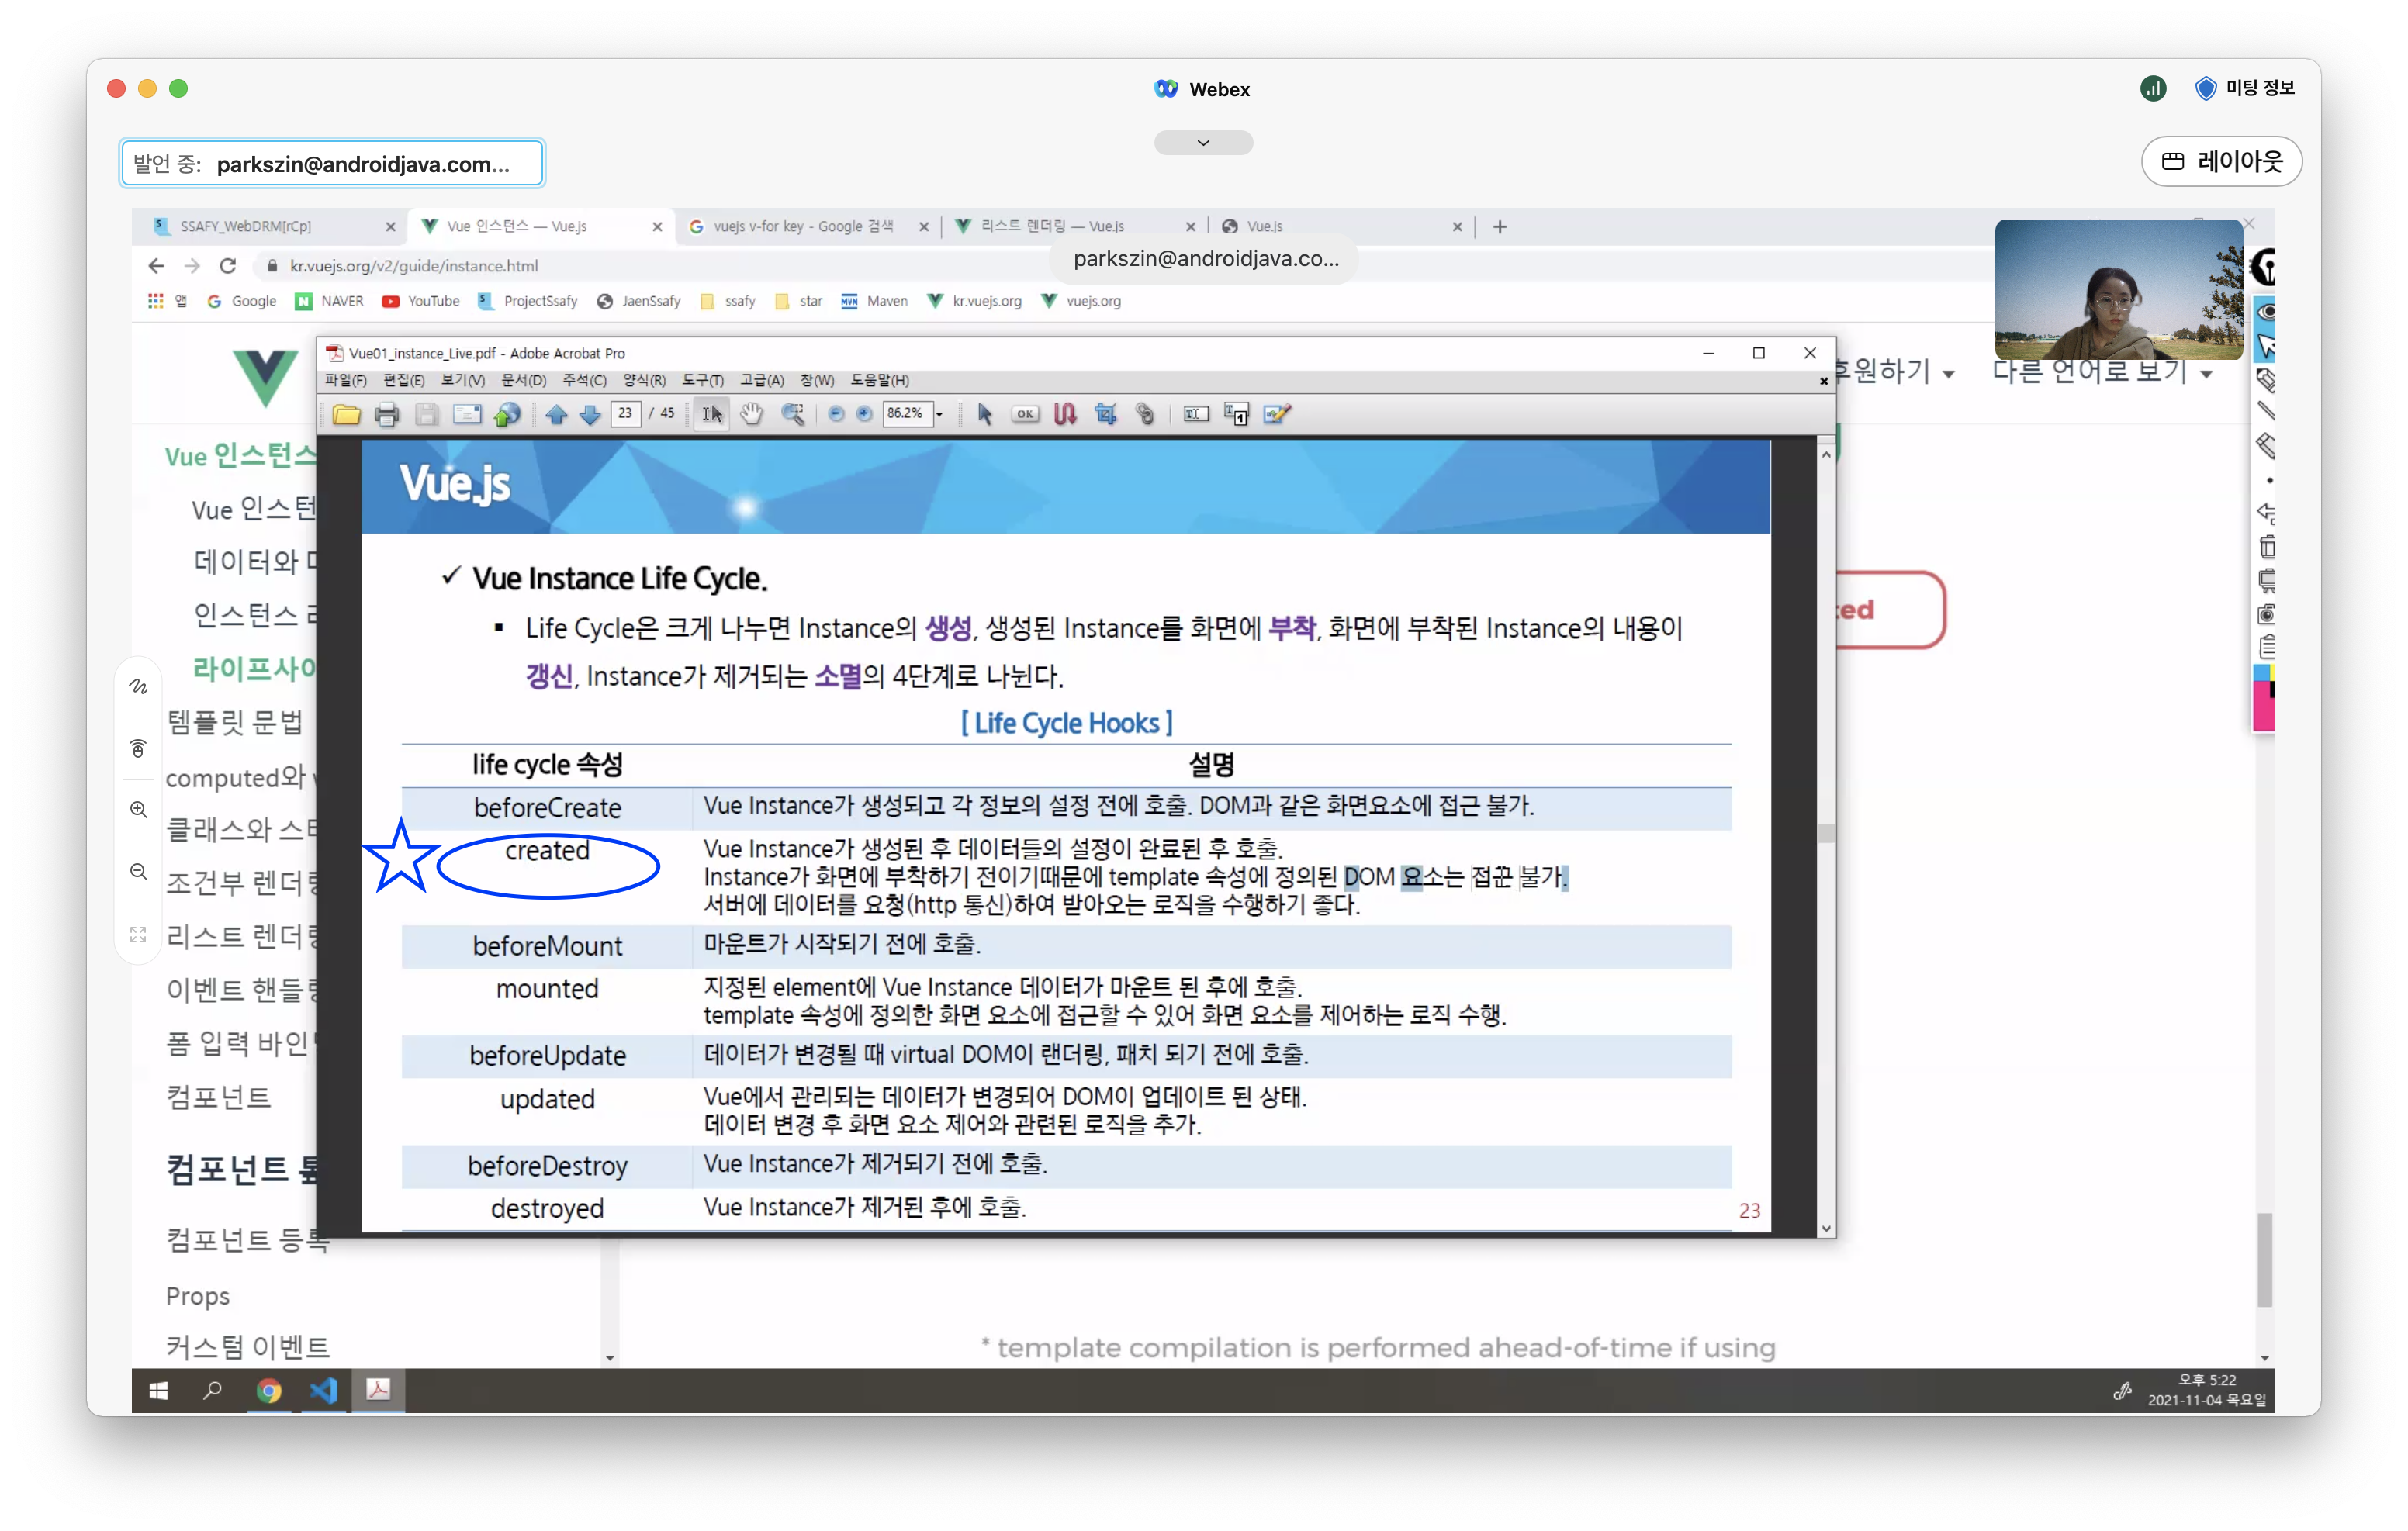 Webex
미팅 정보
발언 중: parkszin@androidjava.com...
레이아웃
SSAFY_WebDRM[rCp]
Vue 인스턴스 — Vue.js
vuejs v-for key - Google 검색
리스트 렌더링 — Vue.js
Vue.js
parkszin@androidjava.co...
kr.vuejs.org/v2/guide/instance.html
앱
Google
NAVER
YouTube
ProjectSsafy
JaenSsafy
ssafy
star
Maven
kr.vuejs.org
vuejs.org
Vue01_instance_Live.pdf - Adobe Acrobat Pro
파일(F) 편집(E) 보기(V) 문서(D) 주석(C) 양식(R) 도구(T) 고급(A) 창(W) 도움말(H)
후원하기
다른 언어로 보기
23 / 45
86.2%
OK
Vue.js
✓ Vue Instance Life Cycle.
▪ Life Cycle은 크게 나누면 Instance의 생성, 생성된 Instance를 화면에 부착, 화면에 부착된 Instance의 내용이
갱신, Instance가 제거되는 소멸의 4단계로 나뉜다.
[ Life Cycle Hooks ]
life cycle 속성 설명
beforeCreate Vue Instance가 생성되고 각 정보의 설정 전에 호출. DOM과 같은 화면요소에 접근 불가.
created Vue Instance가 생성된 후 데이터들의 설정이 완료된 후 호출.
Instance가 화면에 부착하기 전이기때문에 template 속성에 정의된 DOM 요소는 접근 불가.
서버에 데이터를 요청(http 통신)하여 받아오는 로직을 수행하기 좋다.
beforeMount 마운트가 시작되기 전에 호출.
mounted 지정된 element에 Vue Instance 데이터가 마운트 된 후에 호출.
template 속성에 정의한 화면 요소에 접근할 수 있어 화면 요소를 제어하는 로직 수행.
beforeUpdate 데이터가 변경될 때 virtual DOM이 랜더링, 패치 되기 전에 호출.
updated Vue에서 관리되는 데이터가 변경되어 DOM이 업데이트 된 상태.
데이터 변경 후 화면 요소 제어와 관련된 로직을 추가.
beforeDestroy Vue Instance가 제거되기 전에 호출.
destroyed Vue Instance가 제거된 후에 호출.
23
Vue 인스턴스
Vue 인스턴
데이터와
인스턴스
라이프사이
템플릿 문법
computed와
클래스와 스타
조건부 렌더링
리스트 렌더링
이벤트 핸들링
폼 입력 바인
컴포넌트
컴포넌트
컴포넌트 등록
Props
커스텀 이벤트
ed
* template compilation is performed ahead-of-time if using
오후 5:22
2021-11-04 목요일